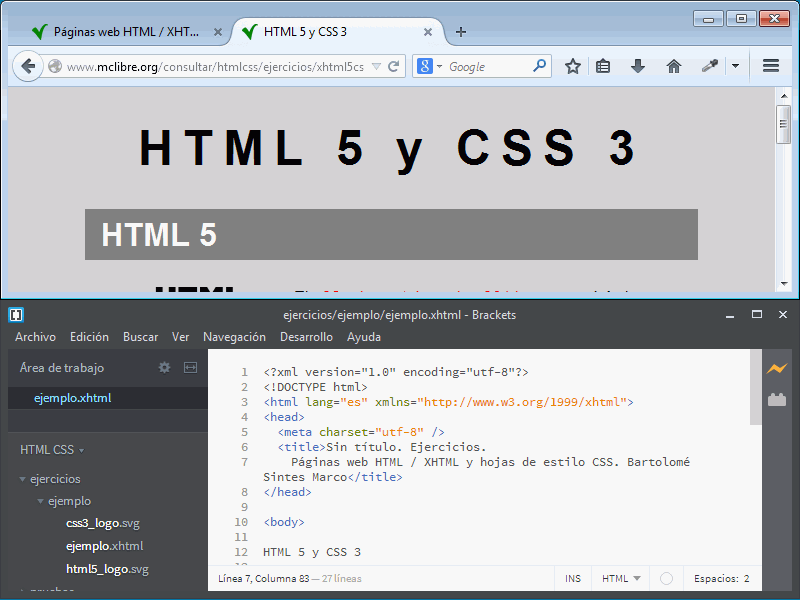 Páginas web HTML / XHT...
HTML 5 y CSS 3
www.mclibre.org/consultar/htmlcss/ejercicios/xhtml5cs
8
Google
HTML 5 y CSS 3
HTML 5
ejercicios/ejemplo/ejemplo.xhtml - Brackets
Archivo Edición Buscar Ver Navegación Desarrollo Ayuda
Área de trabajo
ejemplo.xhtml
HTML CSS
ejercicios
ejemplo
css3_logo.svg
ejemplo.xhtml
html5_logo.svg
1 <?xml version="1.0" encoding="utf-8"?>
2 <!DOCTYPE html>
3 <html lang="es" xmlns="http://www.w3.org/1999/xhtml">
4 <head>
5 <meta charset="utf-8" />
6 <title>Sin título. Ejercicios.
7 Páginas web HTML / XHTML y hojas de estilo CSS. Bartolomé
Sintes Marco</title>
8 </head>
9
10 <body>
11
12 HTML 5 y CSS 3
Línea 7, Columna 83 — 27 líneas
INS
HTML
Espacios: 2